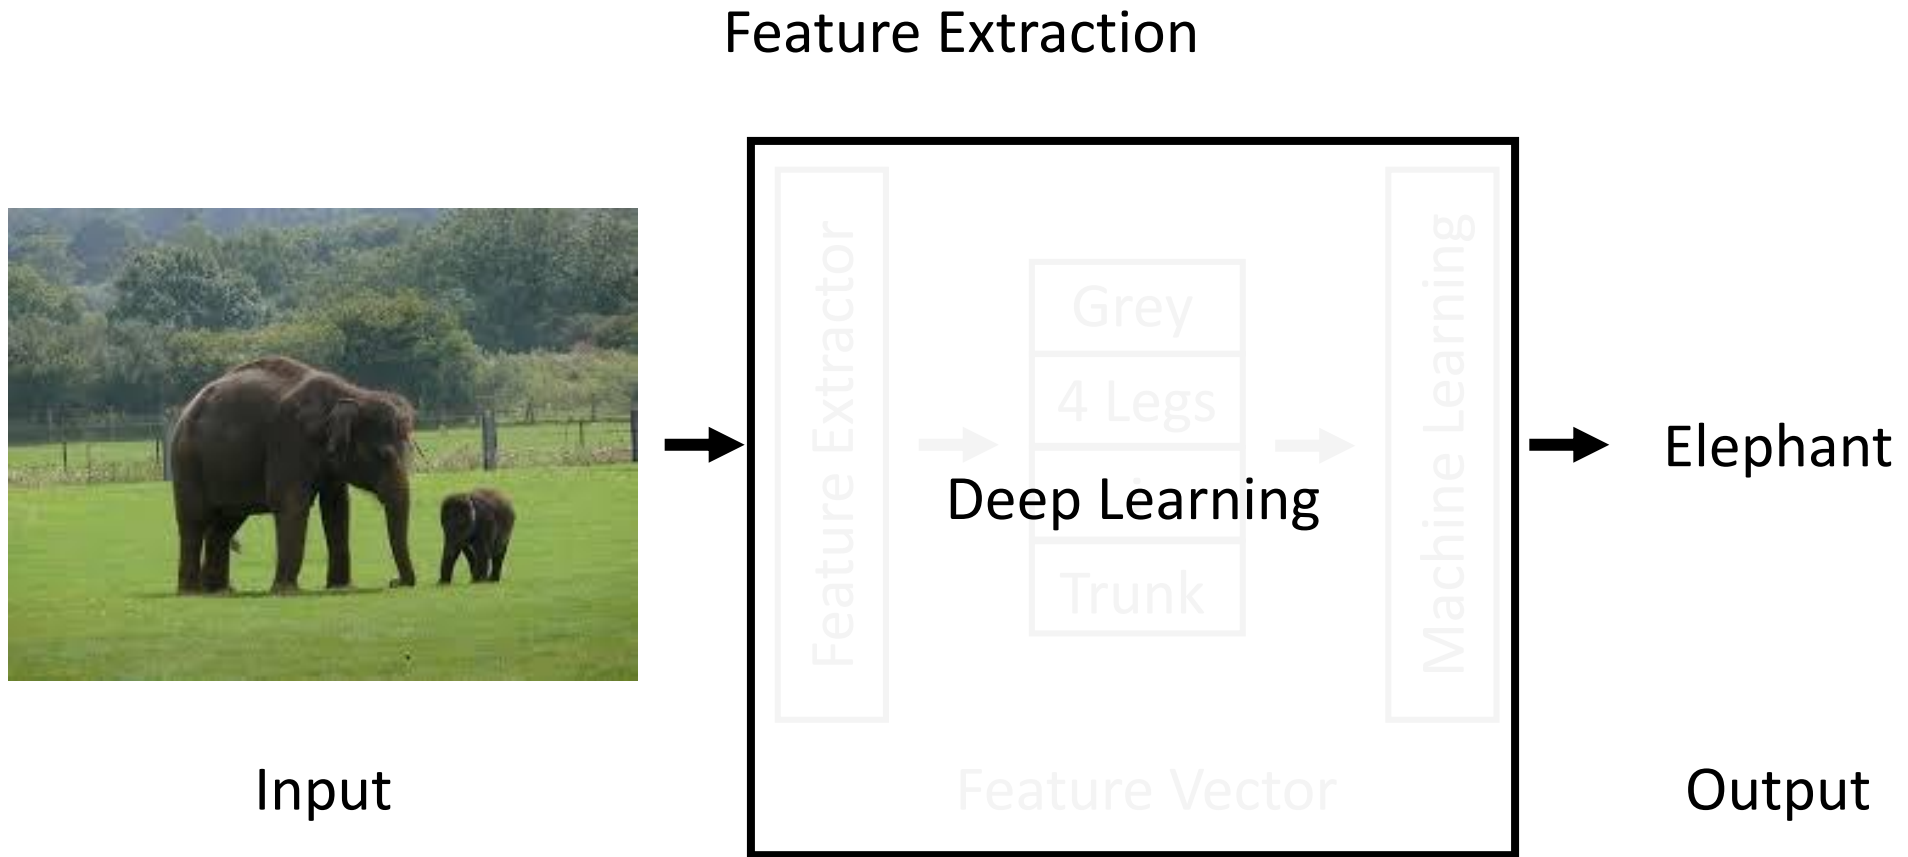 Feature Extraction
Feature Extractor
Grey
4 Legs
Deep Learning
Trunk
Machine Learning
Elephant
Input
Feature Vector
Output